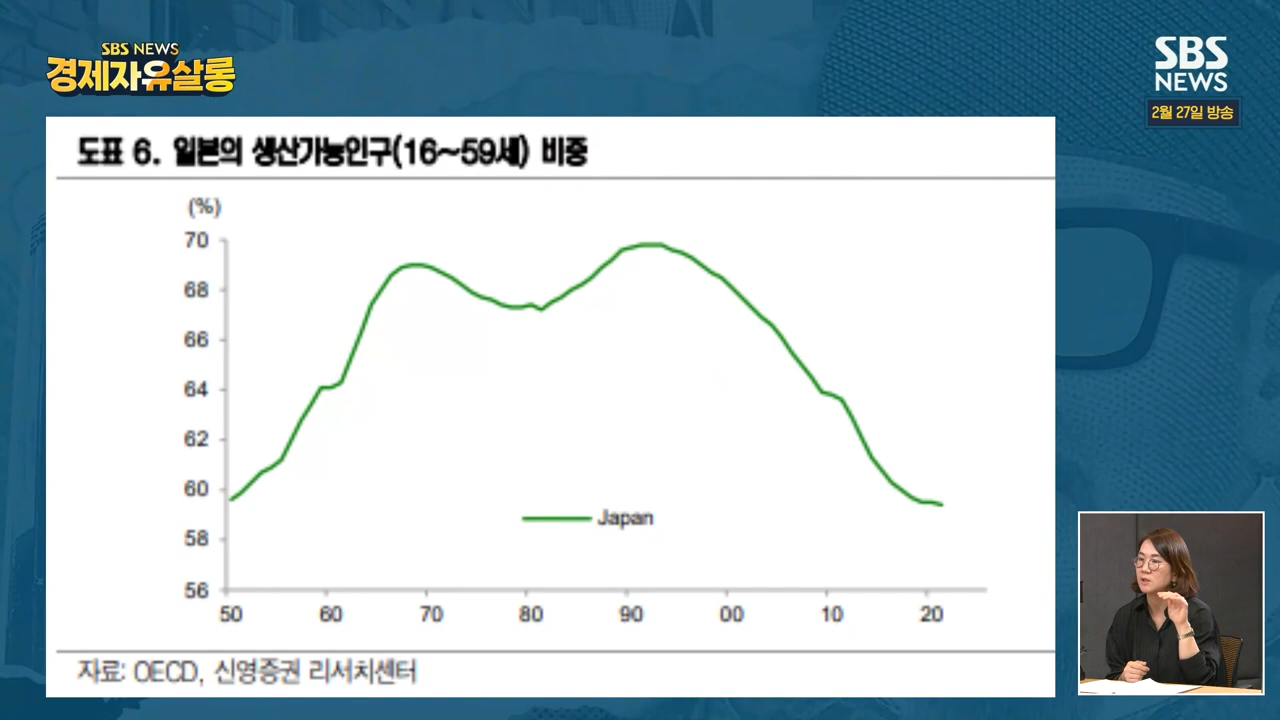 SBS NEWS
경제자유살롱
SBS
NEWS
2월 27일 방송
도표 6. 일본의 생산가능인구(16~59세) 비중
(%)
70
68
66
64
62
60
58
56
Japan
50 60 70 80 90 00 10 20
자료: OECD, 신영증권 리서치센터